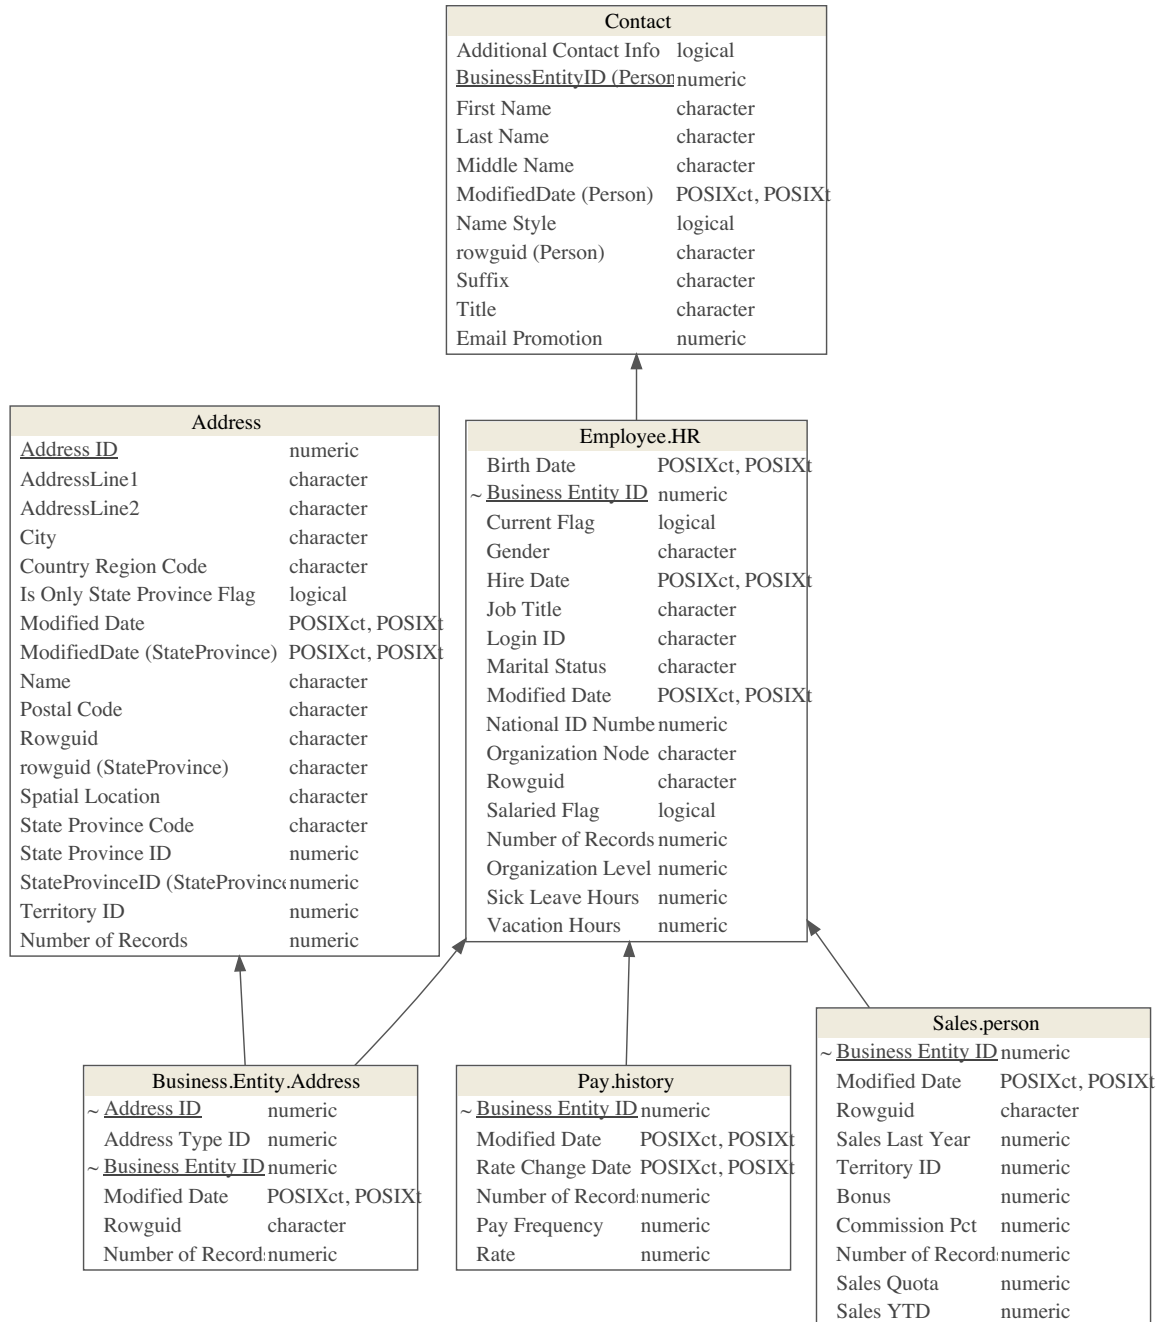 Contact
Additional Contact Info logical
BusinessEntityID (Person numeric
First Name character
Last Name character
Middle Name character
ModifiedDate (Person) POSIXct, POSIXt
Name Style logical
rowguid (Person) character
Suffix character
Title character
Email Promotion numeric
Address
Address ID numeric
AddressLine1 character
AddressLine2 character
City character
Country Region Code character
Is Only State Province Flag logical
Modified Date POSIXct, POSIXt
ModifiedDate (StateProvince) POSIXct, POSIXt
Name character
Postal Code character
Rowguid character
rowguid (StateProvince) character
Spatial Location character
State Province Code character
State Province ID numeric
StateProvinceID (StateProvince numeric
Territory ID numeric
Number of Records numeric
Employee.HR
Birth Date POSIXct, POSIXt
~ Business Entity ID numeric
Current Flag logical
Gender character
Hire Date POSIXct, POSIXt
Job Title character
Login ID character
Marital Status character
Modified Date POSIXct, POSIXt
National ID Numbe numeric
Organization Node character
Rowguid character
Salaried Flag logical
Number of Records numeric
Organization Level numeric
Sick Leave Hours numeric
Vacation Hours numeric
Business.Entity.Address
~ Address ID numeric
Address Type ID numeric
~ Business Entity ID numeric
Modified Date POSIXct, POSIXt
Rowguid character
Number of Records numeric
Pay.history
~ Business Entity ID numeric
Modified Date POSIXct, POSIXt
Rate Change Date POSIXct, POSIXt
Number of Records numeric
Pay Frequency numeric
Rate numeric
Sales.person
~ Business Entity ID numeric
Modified Date POSIXct, POSIXt
Rowguid character
Sales Last Year numeric
Territory ID numeric
Bonus numeric
Commission Pct numeric
Number of Records numeric
Sales Quota numeric
Sales YTD numeric